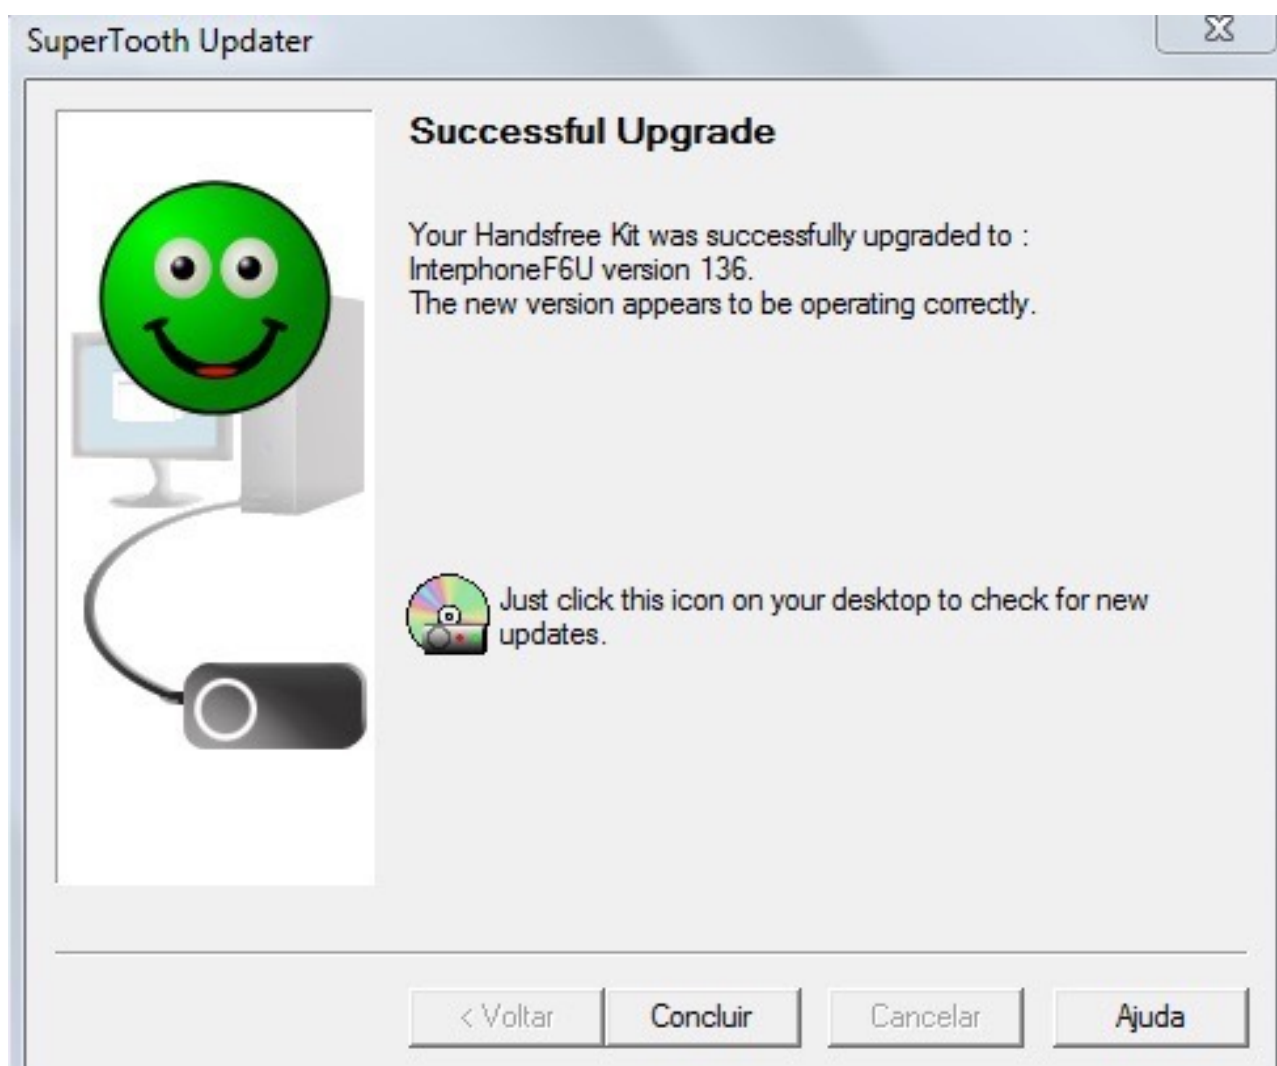 SuperTooth Updater
Successful Upgrade
Your Handsfree Kit was successfully upgraded to :
InterphoneF6U version 136.
The new version appears to be operating correctly.
Just click this icon on your desktop to check for new
updates.
< Voltar
Concluir
Cancelar
Ajuda